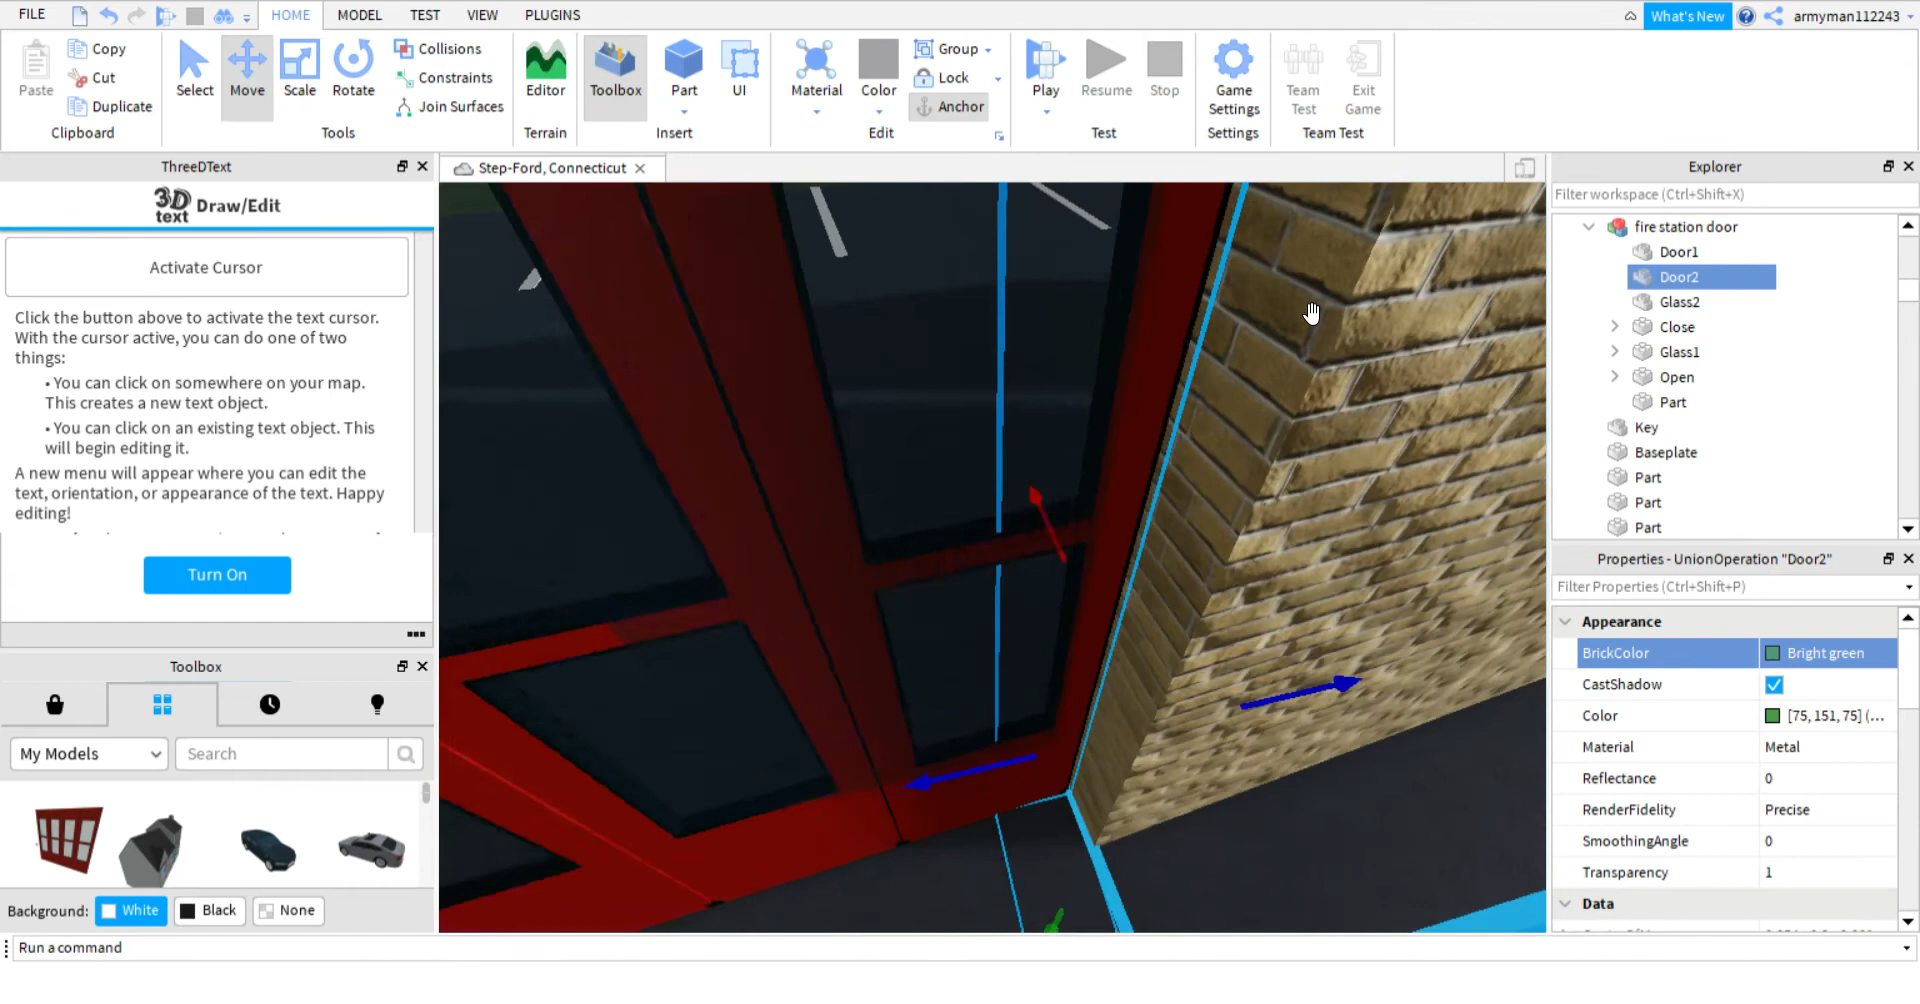 FILE
HOME
MODEL
TEST
VIEW
PLUGINS
What's New
armyman112243
Paste
Copy
Cut
Duplicate
Clipboard
Select
Move
Scale
Rotate
Collisions
Constraints
Join Surfaces
Tools
Editor
Terrain
Toolbox
Part
UI
Insert
Material
Color
Group
Lock
Anchor
Edit
Play
Resume
Stop
Test
Game
Settings
Settings
Team
Test
Exit
Game
Team Test
ThreeDText
3D
text
Draw/Edit
Activate Cursor
Click the button above to activate the text cursor.
With the cursor active, you can do one of two
things:
• You can click on somewhere on your map.
This creates a new text object.
• You can click on an existing text object. This
will begin editing it.
A new menu will appear where you can edit the
text, orientation, or appearance of the text. Happy
editing!
Turn On
Toolbox
My Models
Search
Background:
White
Black
None
Run a command
Step-Ford, Connecticut
Explorer
Filter workspace (Ctrl+Shift+X)
fire station door
Door1
Door2
Glass2
Close
Glass1
Open
Part
Key
Baseplate
Part
Part
Part
Properties - UnionOperation "Door2"
Filter Properties (Ctrl+Shift+P)
Appearance
BrickColor Bright green
CastShadow
Color [75, 151, 75] (...
Material Metal
Reflectance 0
RenderFidelity Precise
SmoothingAngle 0
Transparency 1
Data